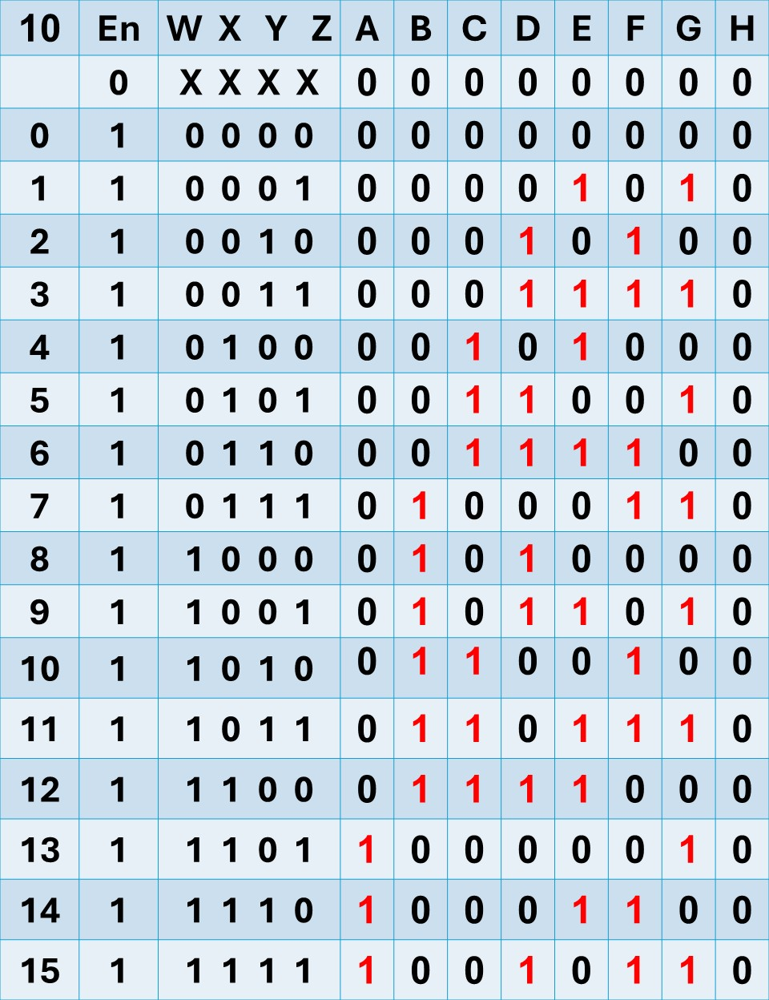 10 En W X Y Z A B C D E F G H
0 X X X X 0 0 0 0 0 0 0 0
0 1 0 0 0 0 0 0 0 0 0 0 0 0
1 1 0 0 0 1 0 0 0 0 1 0 1 0
2 1 0 0 1 0 0 0 0 1 0 1 0 0
3 1 0 0 1 1 0 0 0 1 1 1 1 0
4 1 0 1 0 0 0 0 1 0 1 0 0 0
5 1 0 1 0 1 0 0 1 1 0 0 1 0
6 1 0 1 1 0 0 0 1 1 1 1 0 0
7 1 0 1 1 1 0 1 0 0 0 1 1 0
8 1 1 0 0 0 0 1 0 1 0 0 0 0
9 1 1 0 0 1 0 1 0 1 1 0 1 0
10 1 1 0 1 0 0 1 1 0 0 1 0 0
11 1 1 0 1 1 0 1 1 0 1 1 1 0
12 1 1 1 0 0 0 1 1 1 1 0 0 0
13 1 1 1 0 1 1 0 0 0 0 0 1 0
14 1 1 1 1 0 1 0 0 0 1 1 0 0
15 1 1 1 1 1 1 0 0 1 0 1 1 0